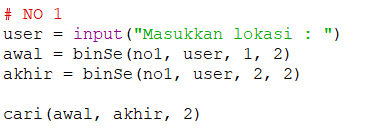 # NO 1
user = input("Masukkan lokasi : ")
awal = binSe(no1, user, 1, 2)
akhir = binSe(no1, user, 2, 2)
cari(awal, akhir, 2)